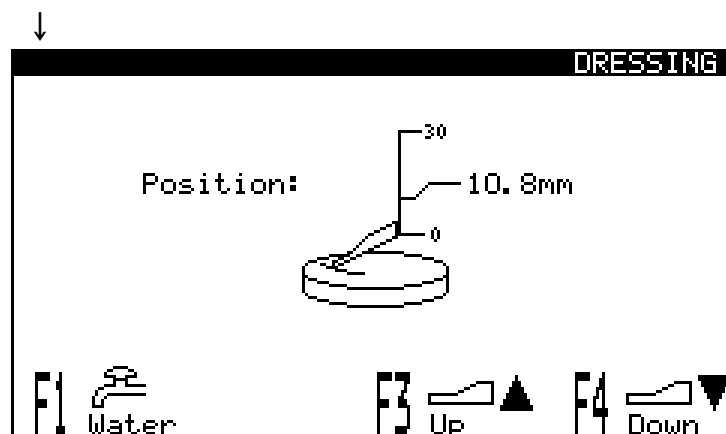 ↓
DRESSING
30
Position:
10.8mm
0
F1 Water
F3 Up
F4 Down